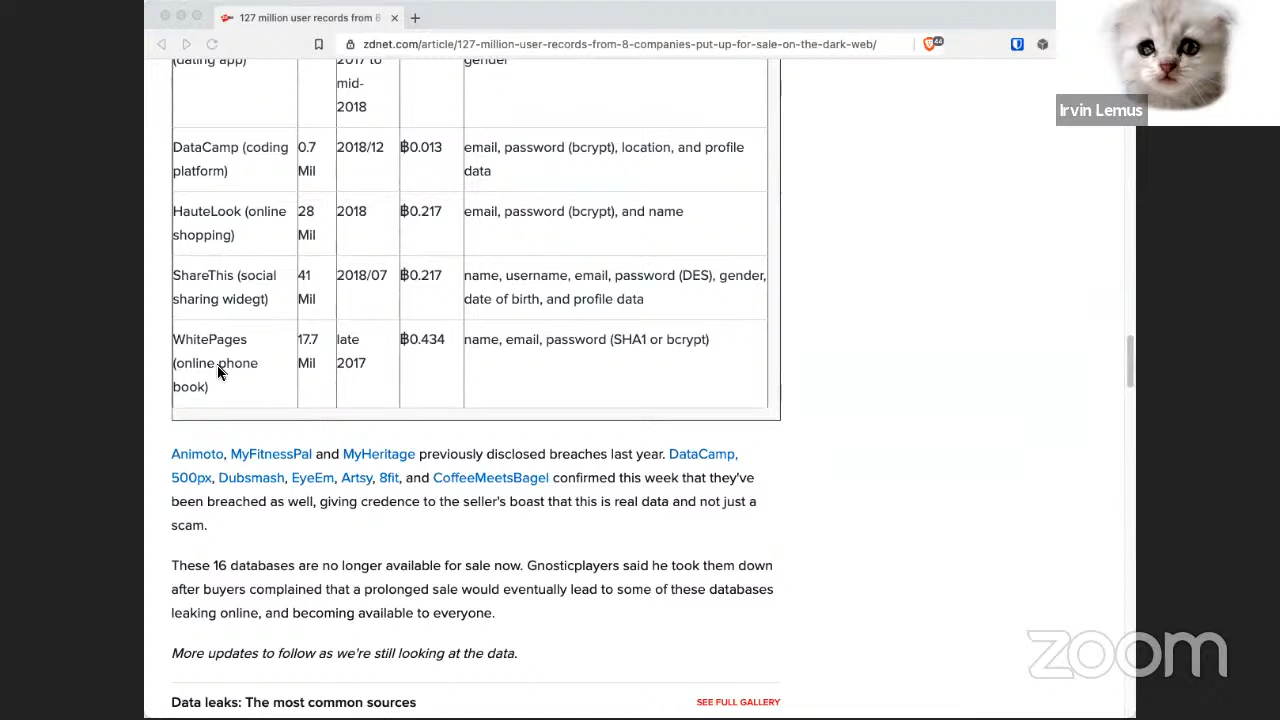 127 million user records from 8
zdnet.com/article/127-million-user-records-from-8-companies-put-up-for-sale-on-the-dark-web/
44
Irvin Lemus
(dating app) 2017 to gender
mid-
2018
DataCamp (coding 0.7 2018/12 ฿0.013 email, password (bcrypt), location, and profile
platform) Mil data
HauteLook (online 28 2018 ฿0.217 email, password (bcrypt), and name
shopping) Mil
ShareThis (social 41 2018/07 ฿0.217 name, username, email, password (DES), gender,
sharing widegt) Mil date of birth, and profile data
WhitePages 17.7 late ฿0.434 name, email, password (SHA1 or bcrypt)
(online phone Mil 2017
book)
Animoto, MyFitnessPal and MyHeritage previously disclosed breaches last year. DataCamp,
500px, Dubsmash, EyeEm, Artsy, 8fit, and CoffeeMeetsBagel confirmed this week that they've
been breached as well, giving credence to the seller's boast that this is real data and not just a
scam.
These 16 databases are no longer available for sale now. Gnosticplayers said he took them down
after buyers complained that a prolonged sale would eventually lead to some of these databases
leaking online, and becoming available to everyone.
More updates to follow as we're still looking at the data.
Data leaks: The most common sources SEE FULL GALLERY
zoom